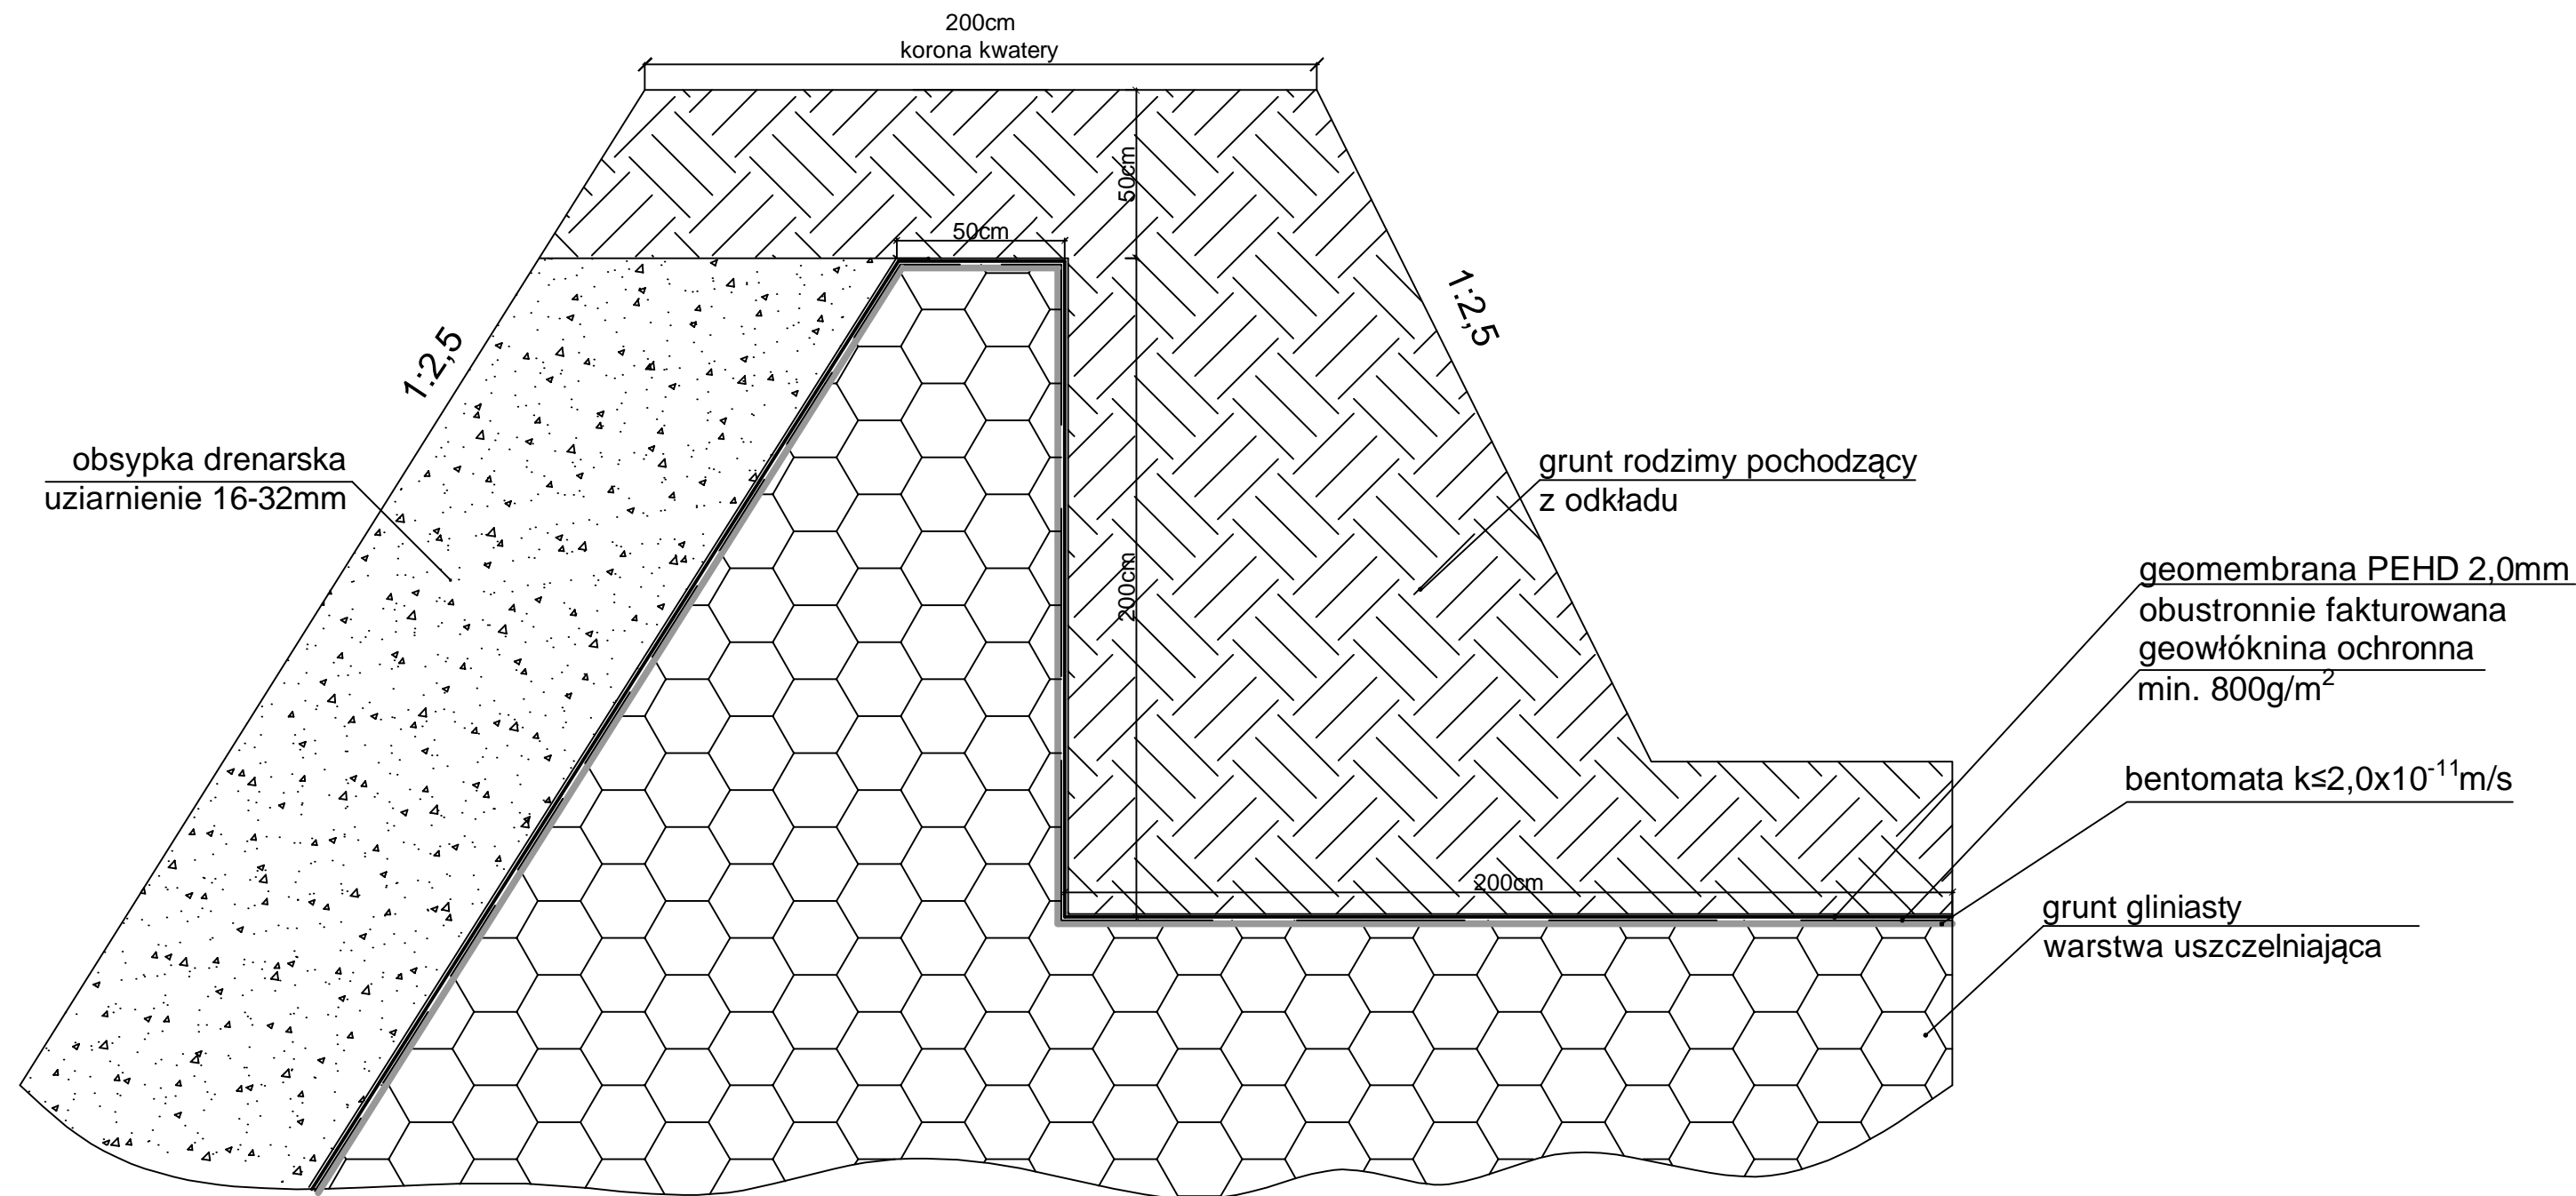 200cm
korona kwatery
50cm
50cm
1:2,5
1:2,5
obsypka drenarska
uziarnienie 16-32mm
grunt rodzimy pochodzący
z odkładu
200cm
geomembrana PEHD 2,0mm
obustronnie fakturowana
geowłóknina ochronna
min. 800g/m²
bentomata k≤2,0x10⁻¹¹m/s
200cm
grunt gliniasty
warstwa uszczelniająca